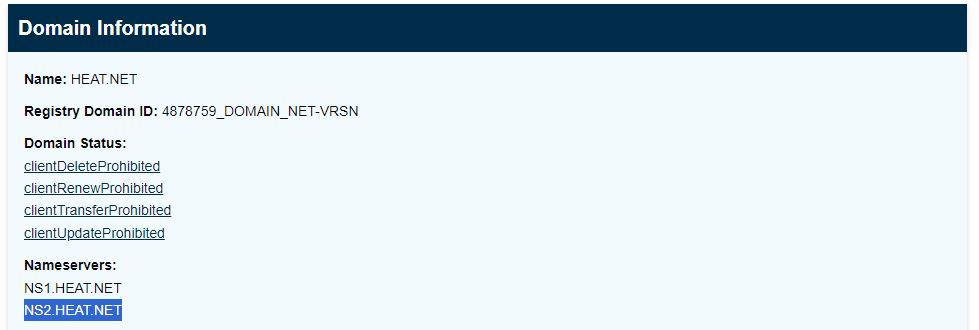 Domain Information
Name: HEAT.NET
Registry Domain ID: 4878759_DOMAIN_NET-VRSN
Domain Status:
clientDeleteProhibited
clientRenewProhibited
clientTransferProhibited
clientUpdateProhibited
Nameservers:
NS1.HEAT.NET
NS2.HEAT.NET